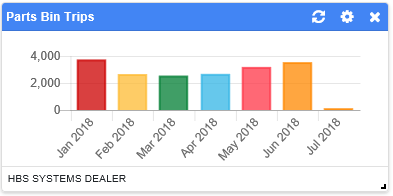 Parts Bin Trips
4,000
2,000
0
Jan 2018
Feb 2018
Mar 2018
Apr 2018
May 2018
Jun 2018
Jul 2018
HBS SYSTEMS DEALER